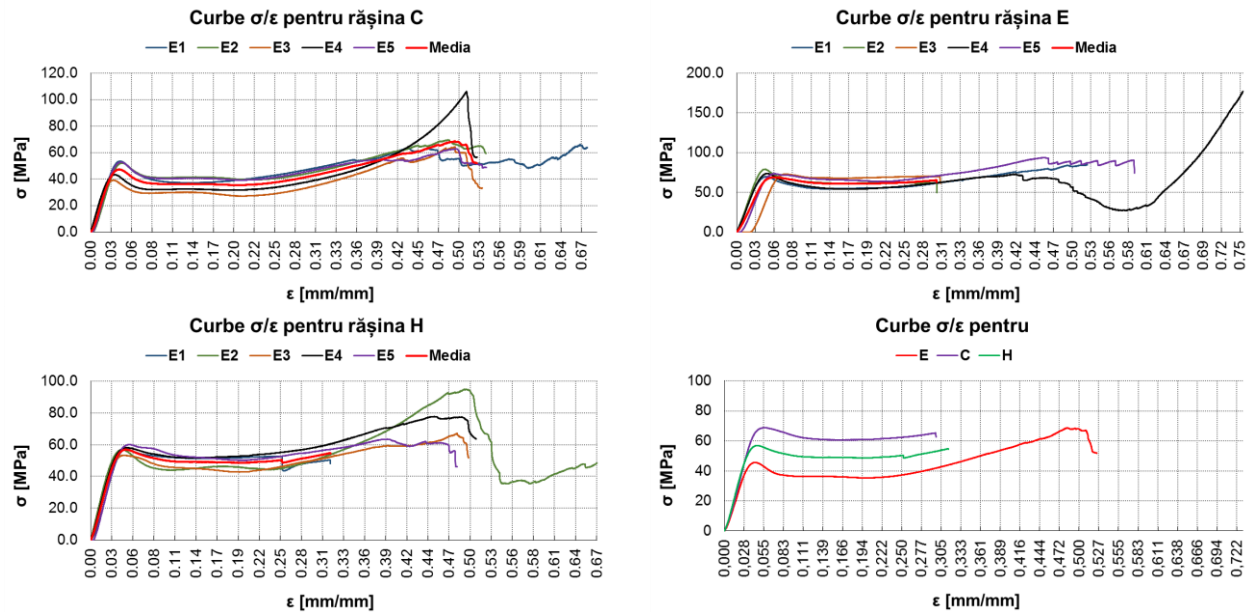 Curbe σ/ε pentru rășina C
E1 E2 E3 E4 E5 Media
120.0
100.0
80.0
60.0
40.0
20.0
0.0
σ [MPa]
0.00 0.03 0.06 0.08 0.11 0.14 0.17 0.20 0.22 0.25 0.28 0.31 0.33 0.36 0.39 0.42 0.44 0.47 0.50 0.53 0.56 0.58 0.61 0.64 0.67
ε [mm/mm]
Curbe σ/ε pentru rășina E
E1 E2 E3 E4 E5 Media
200.0
150.0
100.0
50.0
0.0
σ [MPa]
0.00 0.03 0.06 0.08 0.11 0.14 0.17 0.19 0.22 0.25 0.28 0.31 0.33 0.36 0.39 0.42 0.44 0.47 0.50 0.53 0.56 0.58 0.61 0.64 0.67 0.69 0.72 0.75
ε [mm/mm]
Curbe σ/ε pentru rășina H
E1 E2 E3 E4 E5 Media
100.0
80.0
60.0
40.0
20.0
0.0
σ [MPa]
0.00 0.03 0.06 0.08 0.11 0.14 0.17 0.19 0.22 0.25 0.28 0.31 0.33 0.36 0.39 0.42 0.44 0.47 0.50 0.53 0.56 0.58 0.61 0.64 0.67
ε [mm/mm]
Curbe σ/ε pentru
E C H
100
80
60
40
20
0
σ [MPa]
0,000 0,028 0,055 0,083 0,111 0,139 0,166 0,194 0,222 0,250 0,277 0,305 0,333 0,361 0,389 0,416 0,444 0,472 0,500 0,527 0,555 0,583 0,611 0,638 0,666 0,694 0,722
ε [mm/mm]